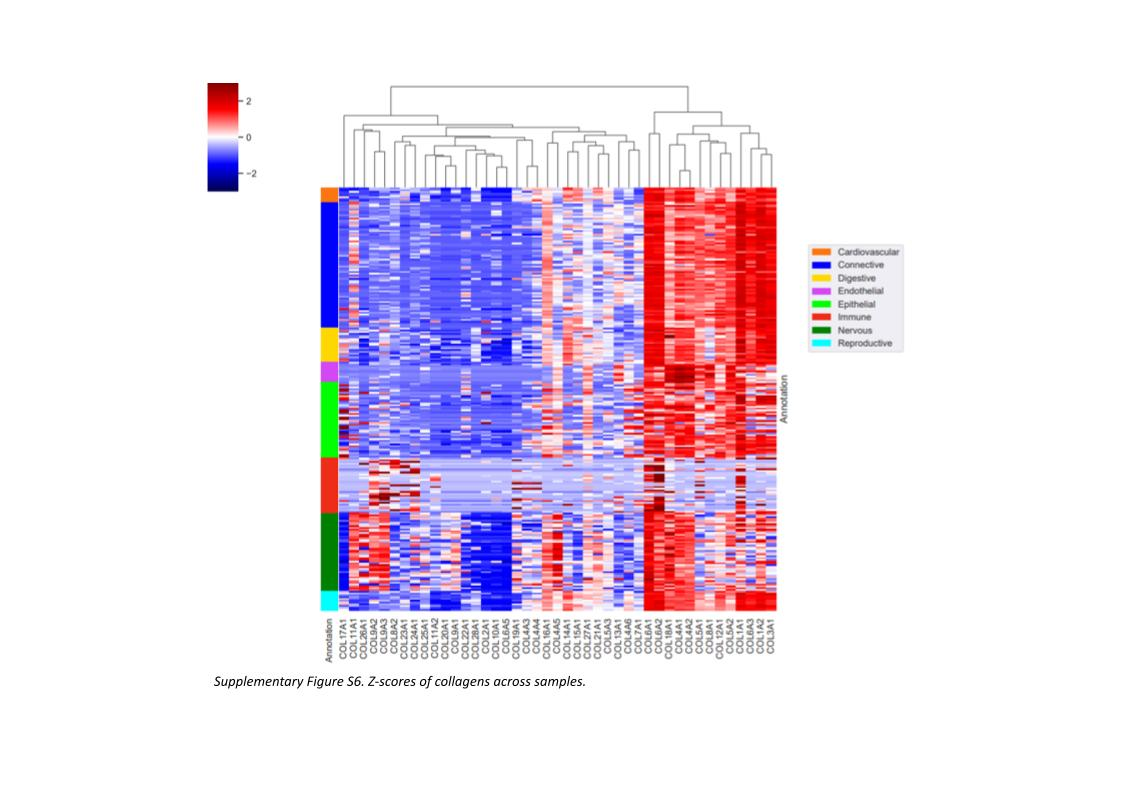 2
0
−2
Cardiovascular
Connective
Digestive
Endothelial
Epithelial
Immune
Nervous
Reproductive
Annotation
Annotation
COL17A1
COL11A1
COL26A1
COL9A2
COL9A3
COL8A2
COL23A1
COL24A1
COL25A1
COL11A2
COL20A1
COL9A1
COL22A1
COL28A1
COL2A1
COL10A1
COL6A5
COL19A1
COL4A3
COL4A4
COL16A1
COL4A5
COL14A1
COL15A1
COL27A1
COL21A1
COL5A3
COL13A1
COL4A6
COL7A1
COL6A1
COL6A2
COL18A1
COL4A1
COL4A2
COL5A1
COL8A1
COL12A1
COL5A2
COL1A1
COL6A3
COL1A2
COL3A1
Supplementary Figure S6. Z-scores of collagens across samples.